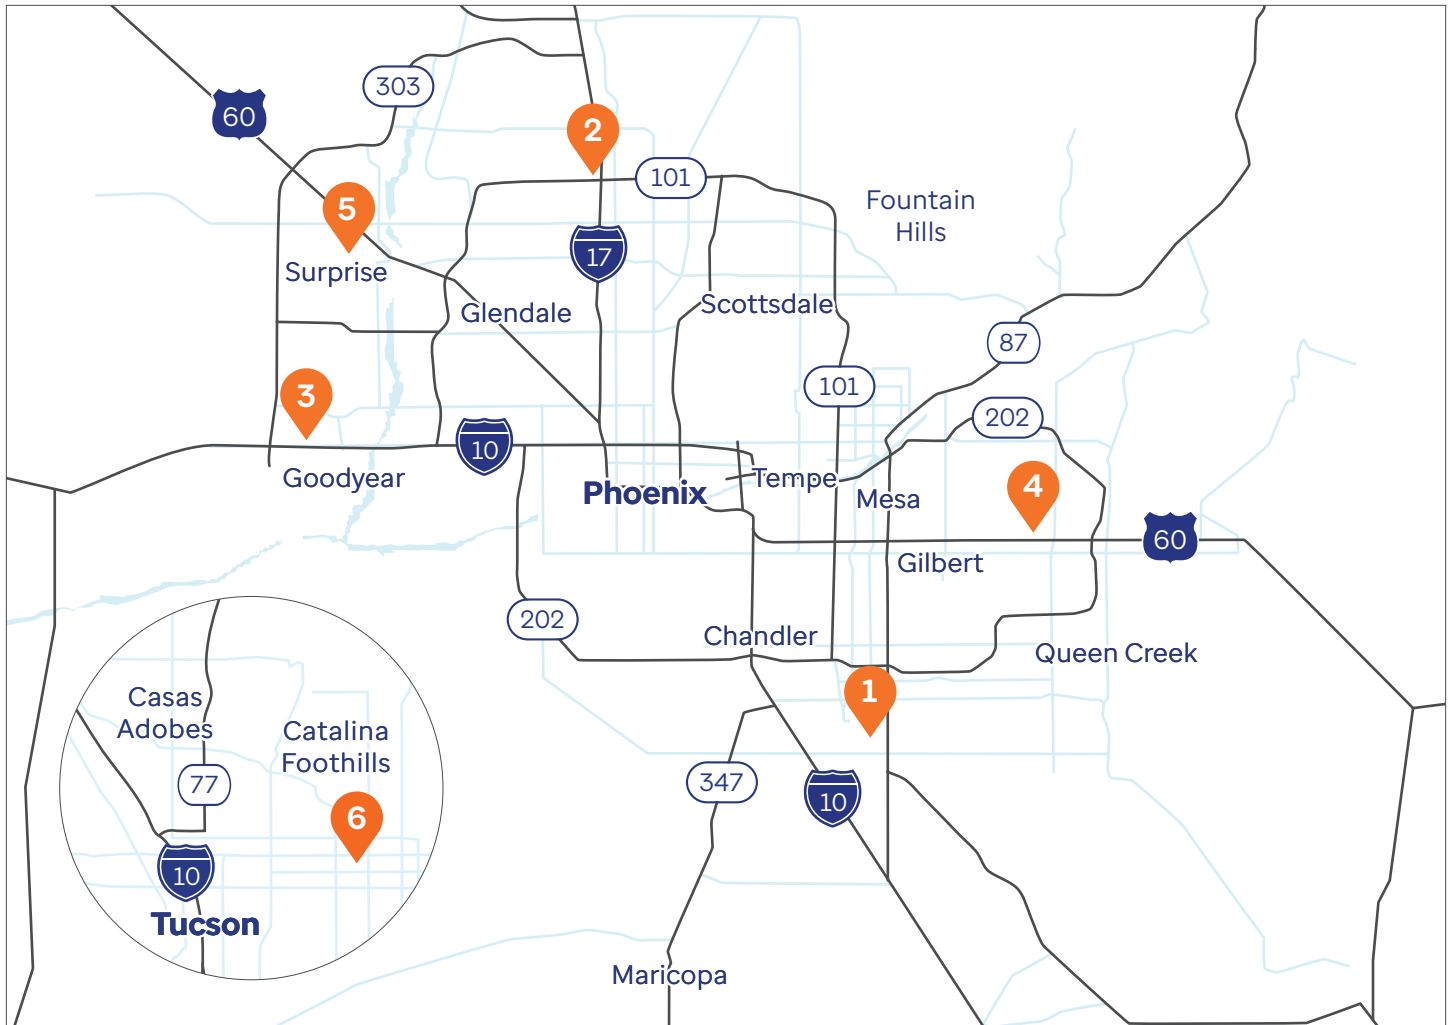 303
60
2
101
5
Fountain
Hills
17
Surprise
Scottsdale
Glendale
87
101
3
202
10
Goodyear
Tempe
4
Phoenix
Mesa
60
Gilbert
202
Chandler
Queen Creek
1
347
10
Maricopa
Casas
Adobes
Catalina
Foothills
77
6
10
Tucson